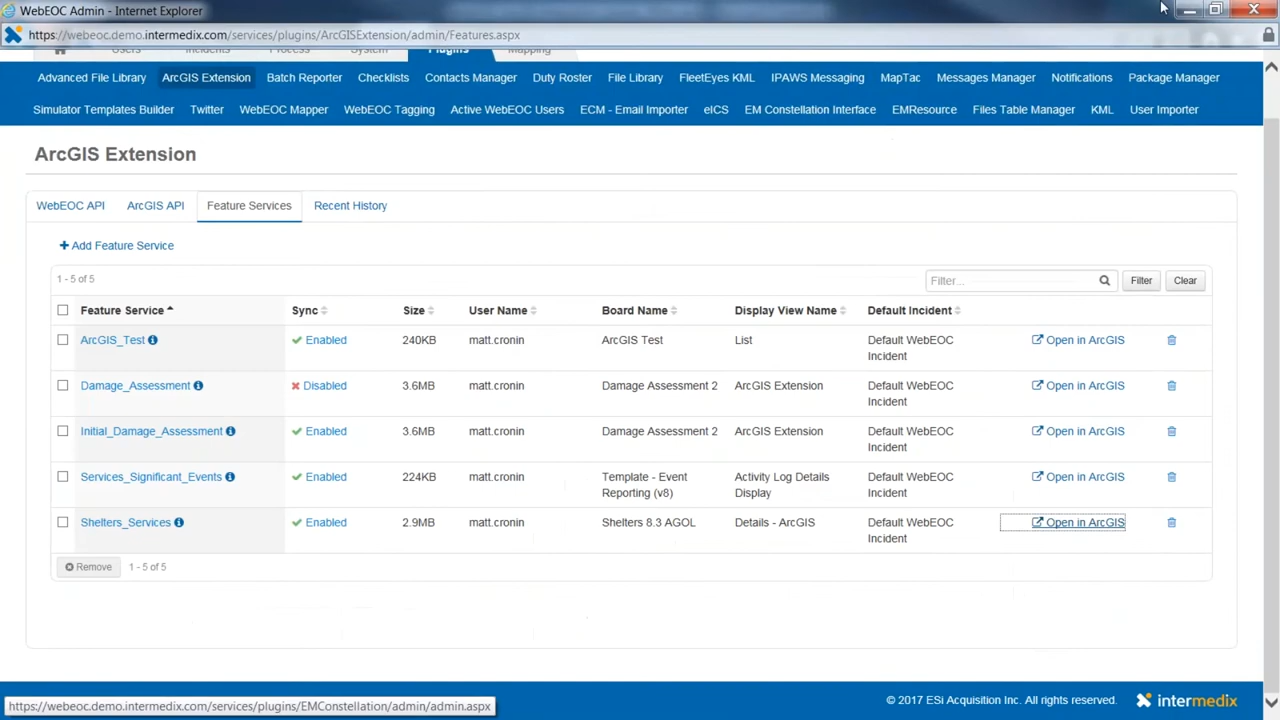 WebEOC Admin - Internet Explorer
https://webeoc.demo.intermedix.com/services/plugins/ArcGISExtension/admin/Features.aspx
Users Incidents Process System Plugins Mapping
Advanced File Library ArcGIS Extension Batch Reporter Checklists Contacts Manager Duty Roster File Library FleetEyes KML IPAWS Messaging MapTac Messages Manager Notifications Package Manager
Simulator Templates Builder Twitter WebEOC Mapper WebEOC Tagging Active WebEOC Users ECM - Email Importer eICS EM Constellation Interface EMResource Files Table Manager KML User Importer
ArcGIS Extension
WebEOC API ArcGIS API Feature Services Recent History
+ Add Feature Service
1 - 5 of 5 Filter... Filter Clear
Feature Service Sync Size User Name Board Name Display View Name Default Incident
ArcGIS_Test Enabled 240KB matt.cronin ArcGIS Test List Default WebEOC Open in ArcGIS
Incident
Damage_Assessment Disabled 3.6MB matt.cronin Damage Assessment 2 ArcGIS Extension Default WebEOC Open in ArcGIS
Incident
Initial_Damage_Assessment Enabled 3.6MB matt.cronin Damage Assessment 2 ArcGIS Extension Default WebEOC Open in ArcGIS
Incident
Services_Significant_Events Enabled 224KB matt.cronin Template - Event Activity Log Details Default WebEOC Open in ArcGIS
Reporting (v8) Display Incident
Shelters_Services Enabled 2.9MB matt.cronin Shelters 8.3 AGOL Details - ArcGIS Default WebEOC Open in ArcGIS
Incident
Remove 1 - 5 of 5
© 2017 ESi Acquisition Inc. All rights reserved. intermedix
https://webeoc.demo.intermedix.com/services/plugins/EMConstellation/admin/admin.aspx